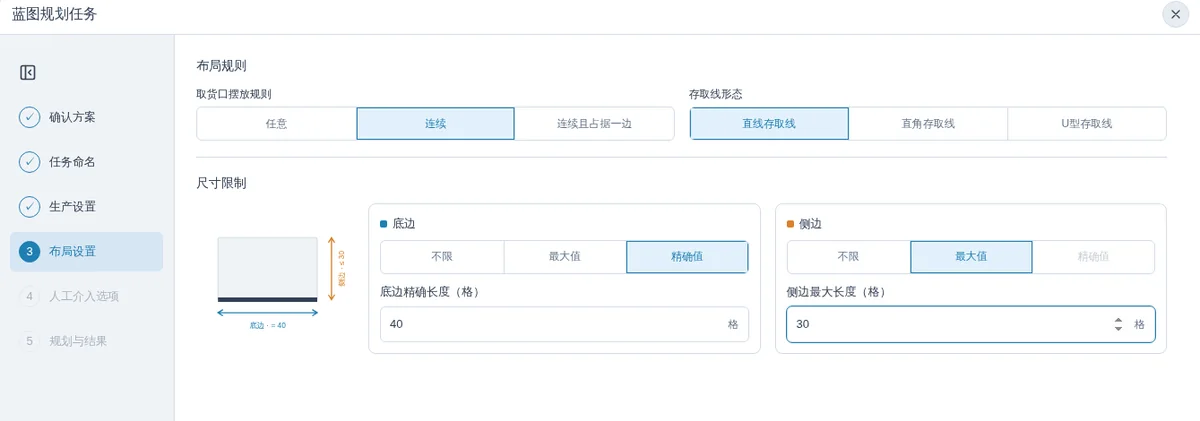 蓝图规划任务
确认方案
任务命名
生产设置
3 布局设置
4 人工介入选项
5 规划与结果
布局规则
取货口摆放规则
任意 连续 连续且占据一边
存取线形态
直线存取线 直角存取线 U型存取线
尺寸限制
侧边 · ≤ 30
底边 · = 40
底边
不限 最大值 精确值
底边精确长度（格）
40 格
侧边
不限 最大值 精确值
侧边最大长度（格）
30 格